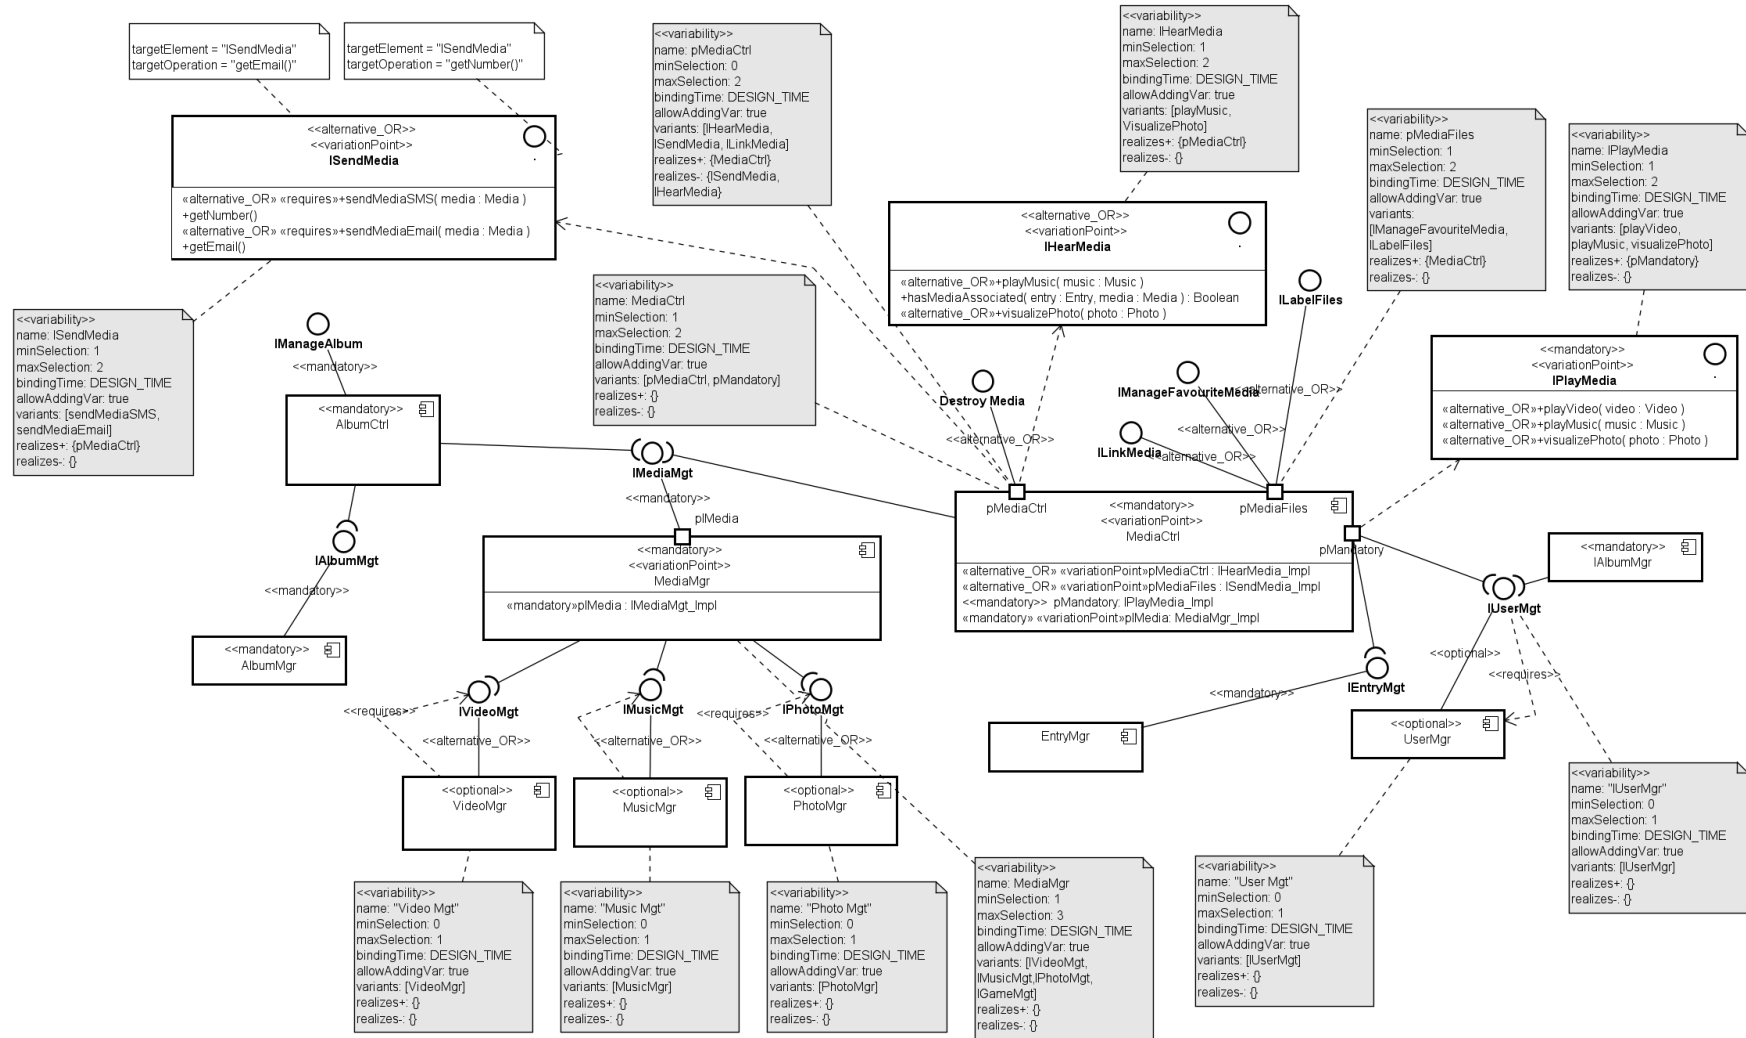 targetElement = "ISendMedia"
targetOperation = "getEmail()"
targetElement = "ISendMedia"
targetOperation = "getNumber()"
<<variability>>
name: pMediaCtrl
minSelection: 0
maxSelection: 2
bindingTime: DESIGN_TIME
allowAddingVar: true
variants: [IHearMedia,
ISendMedia, ILinkMedia]
realizes+: {MediaCtrl}
realizes-: {ISendMedia,
IHearMedia}
<<variability>>
name: IHearMedia
minSelection: 1
maxSelection: 2
bindingTime: DESIGN_TIME
allowAddingVar: true
variants: [playMusic,
VisualizePhoto]
realizes+: {pMediaCtrl}
realizes-: {}
<<variability>>
name: pMediaFiles
minSelection: 1
maxSelection: 2
bindingTime: DESIGN_TIME
allowAddingVar: true
variants:
[IManageFavouriteMedia,
ILabelFiles]
realizes+: {MediaCtrl}
realizes-: {}
<<variability>>
name: IPlayMedia
minSelection: 1
maxSelection: 2
bindingTime: DESIGN_TIME
allowAddingVar: true
variants: [playVideo,
playMusic, visualizePhoto]
realizes+: {pMandatory}
realizes-: {}
<<alternative_OR>>
<<variationPoint>>
ISendMedia
«alternative_OR» «requires»+sendMediaSMS( media : Media )
+getNumber()
«alternative_OR» «requires»+sendMediaEmail( media : Media )
+getEmail()
<<alternative_OR>>
<<variationPoint>>
IHearMedia
«alternative_OR»+playMusic( music : Music )
+hasMediaAssociated( entry : Entry, media : Media ) : Boolean
«alternative_OR»+visualizePhoto( photo : Photo )
<<variability>>
name: MediaCtrl
minSelection: 1
maxSelection: 2
bindingTime: DESIGN_TIME
allowAddingVar: true
variants: [pMediaCtrl, pMandatory]
realizes+: {}
realizes-: {}
ILabelFiles
<<variability>>
name: ISendMedia
minSelection: 1
maxSelection: 2
bindingTime: DESIGN_TIME
allowAddingVar: true
variants: [sendMediaSMS,
sendMediaEmail]
realizes+: {pMediaCtrl}
realizes-: {}
IManageAlbum
<<mandatory>>
<<mandatory>>
<<variationPoint>>
IPlayMedia
«alternative_OR»+playVideo( video : Video )
«alternative_OR»+playMusic( music : Music )
«alternative_OR»+visualizePhoto( photo : Photo )
<<mandatory>>
AlbumCtrl
Destroy Media
<<alternative_OR>>
IManageFavouriteMedia
<<alternative_OR>>
<<alternative_OR>>
ILinkMedia
<<alternative_OR>>
IMediaMgt
<<mandatory>>
pIMedia
pMediaCtrl
pMediaFiles
pMandatory
<<mandatory>>
<<variationPoint>>
MediaCtrl
«alternative_OR» «variationPoint»pMediaCtrl : IHearMedia_Impl
«alternative_OR» «variationPoint»pMediaFiles : ISendMedia_Impl
<<mandatory>> pMandatory: IPlayMedia_Impl
«mandatory» «variationPoint»pIMedia: MediaMgr_Impl
<<mandatory>>
<<variationPoint>>
MediaMgr
«mandatory»pIMedia : IMediaMgt_Impl
IAlbumMgt
<<mandatory>>
<<mandatory>>
AlbumMgr
<<mandatory>>
IAlbumMgr
IUserMgt
<<optional>>
<<requires>>
IEntryMgt
<<mandatory>>
EntryMgr
<<optional>>
UserMgr
IVideoMgt
<<requires>>
<<alternative_OR>>
IMusicMgt
<<alternative_OR>>
IPhotoMgt
<<requires>>
<<alternative_OR>>
<<optional>>
VideoMgr
<<optional>>
MusicMgr
<<optional>>
PhotoMgr
<<variability>>
name: "IUserMgr"
minSelection: 0
maxSelection: 1
bindingTime: DESIGN_TIME
allowAddingVar: true
variants: [IUserMgr]
realizes+: {}
realizes-: {}
<<variability>>
name: "Video Mgt"
minSelection: 0
maxSelection: 1
bindingTime: DESIGN_TIME
allowAddingVar: true
variants: [VideoMgr]
realizes+: {}
realizes-: {}
<<variability>>
name: "Music Mgt"
minSelection: 0
maxSelection: 1
bindingTime: DESIGN_TIME
allowAddingVar: true
variants: [MusicMgr]
realizes+: {}
realizes-: {}
<<variability>>
name: "Photo Mgt"
minSelection: 0
maxSelection: 1
bindingTime: DESIGN_TIME
allowAddingVar: true
variants: [PhotoMgr]
realizes+: {}
realizes-: {}
<<variability>>
name: MediaMgr
minSelection: 1
maxSelection: 3
bindingTime: DESIGN_TIME
allowAddingVar: true
variants: [IVideoMgt,
IMusicMgt,IPhotoMgt,
IGameMgt]
realizes+: {}
realizes-: {}
<<variability>>
name: "User Mgt"
minSelection: 0
maxSelection: 1
bindingTime: DESIGN_TIME
allowAddingVar: true
variants: [IUserMgt]
realizes+: {}
realizes-: {}